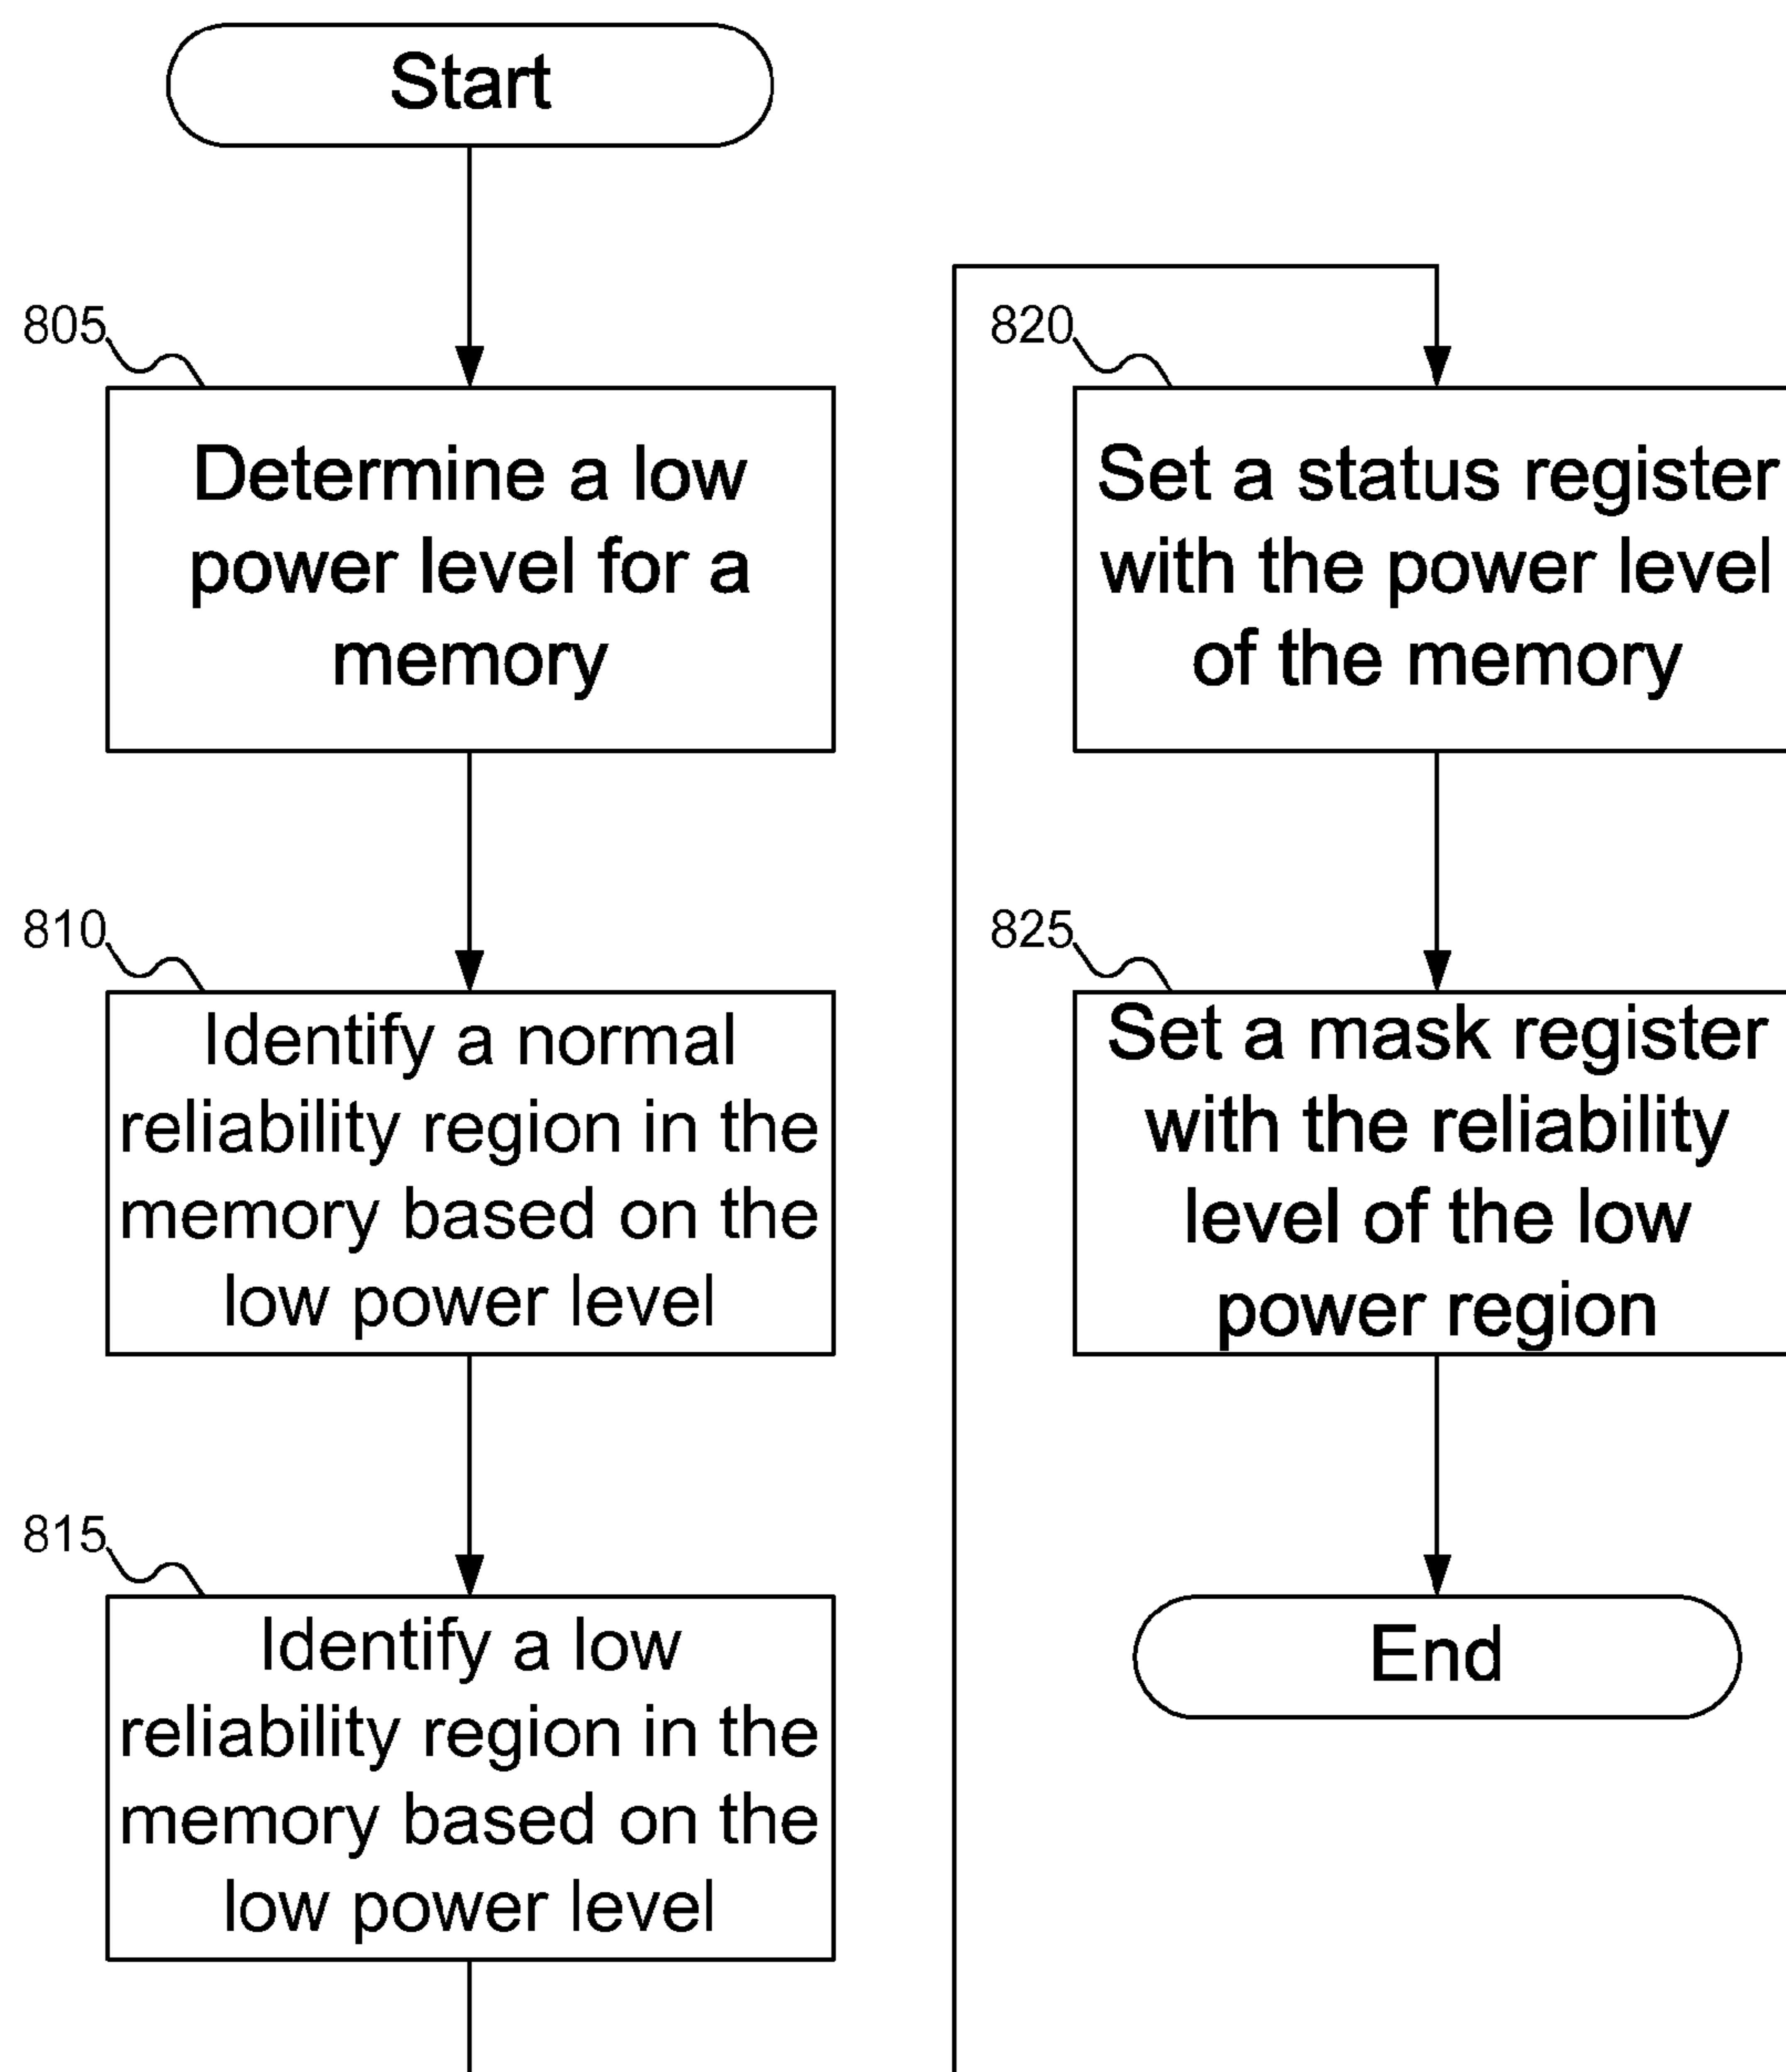 Start
805
Determine a low
power level for a
memory
810
Identify a normal
reliability region in the
memory based on the
low power level
815
Identify a low
reliability region in the
memory based on the
low power level
820
Set a status register
with the power level
of the memory
825
Set a mask register
with the reliability
level of the low
power region
End